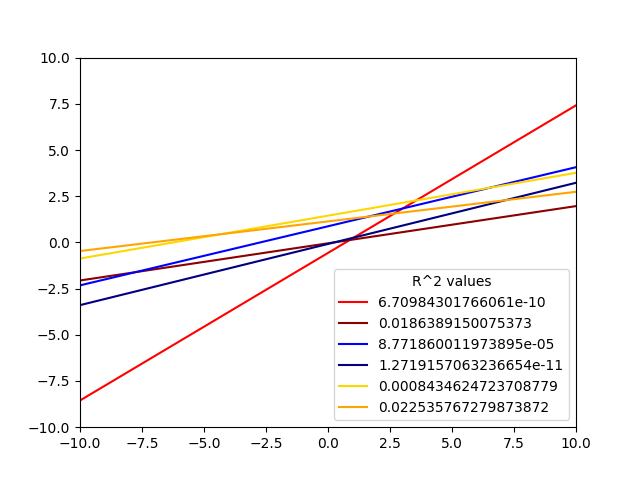 10.0
7.5
5.0
2.5
0.0
−2.5
−5.0
−7.5
−10.0
R^2 values
6.70984301766061e-10
0.0186389150075373
8.771860011973895e-05
1.2719157063236654e-11
0.0008434624723708779
0.022535767279873872
−10.0 −7.5 −5.0 −2.5 0.0 2.5 5.0 7.5 10.0